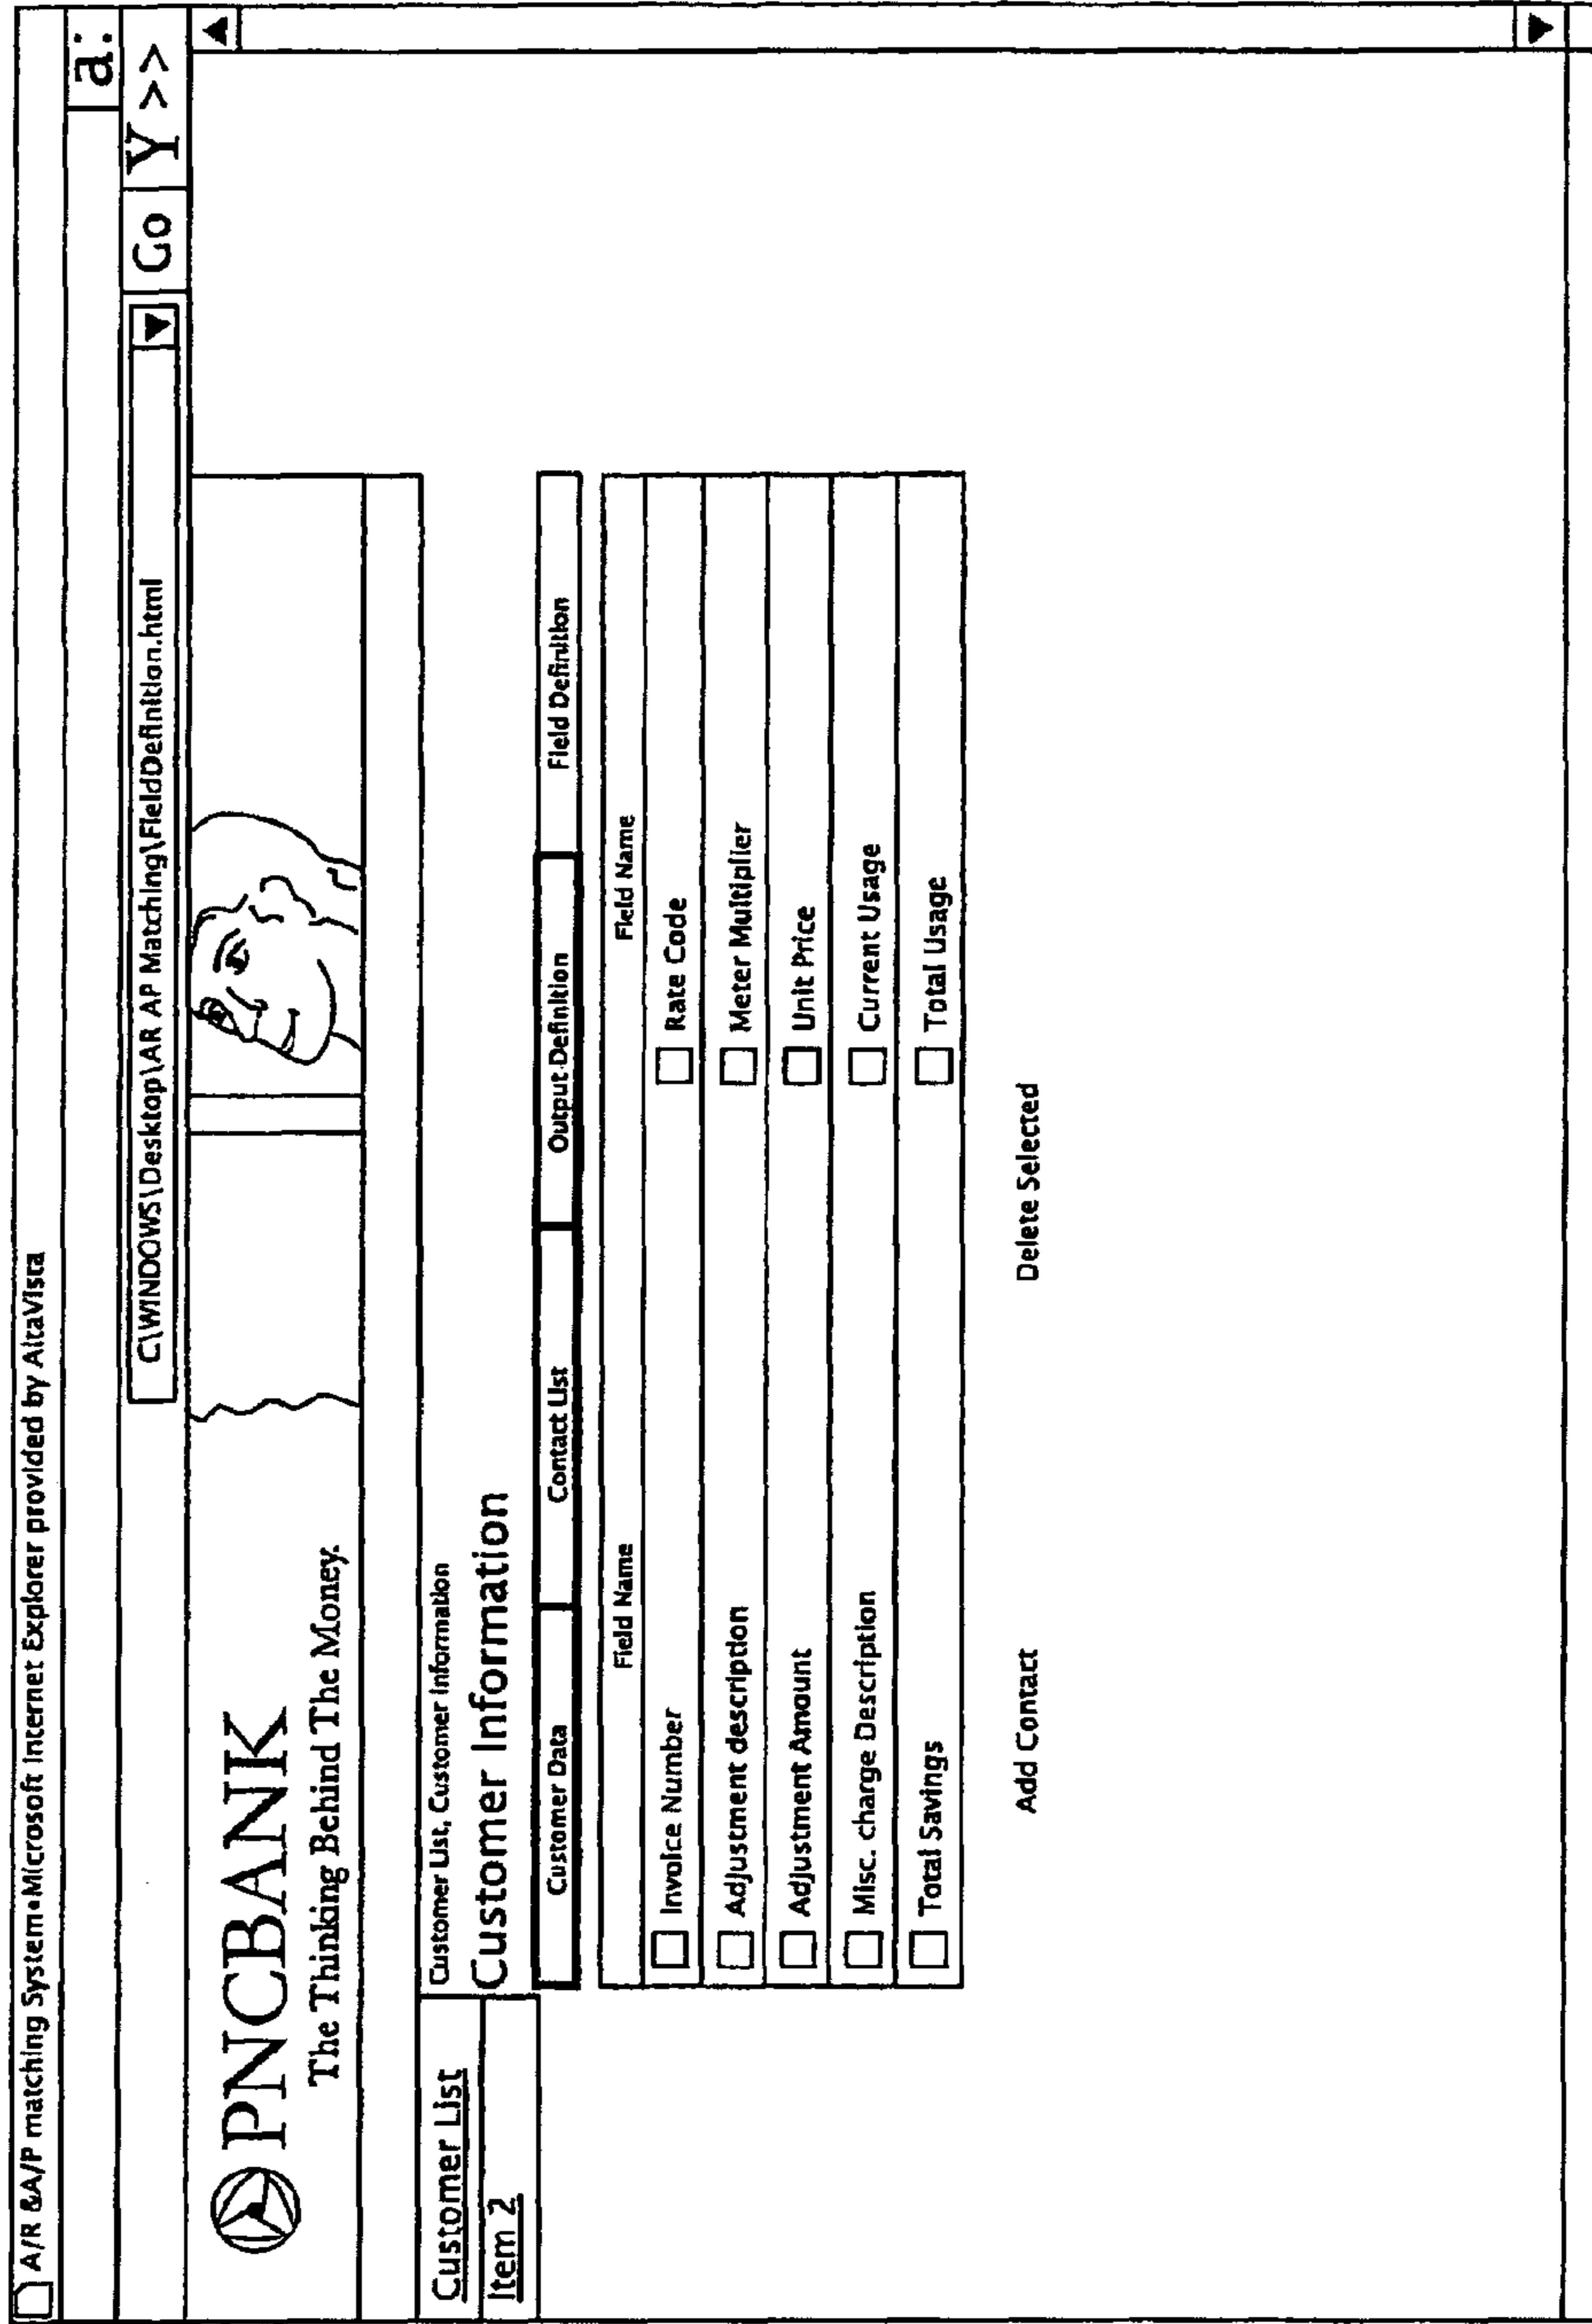 A/R &A/P matching System•Microsoft Internet Explorer provided by AltaVista
a:
C\WINDOWS\Desktop\AR AP Matching\FieldDefinition.html
Go
Y >>
PNCBANK
The Thinking Behind The Money.
Customer List
Item 2
Customer List, Customer Information
Customer Information
Customer Data Contact List Output Definition Field Definition
Field Name Field Name
Invoice Number Rate Code
Adjustment description Meter Multiplier
Adjustment Amount Unit Price
Misc. charge Description Current Usage
Total Savings Total Usage
Add Contact Delete Selected